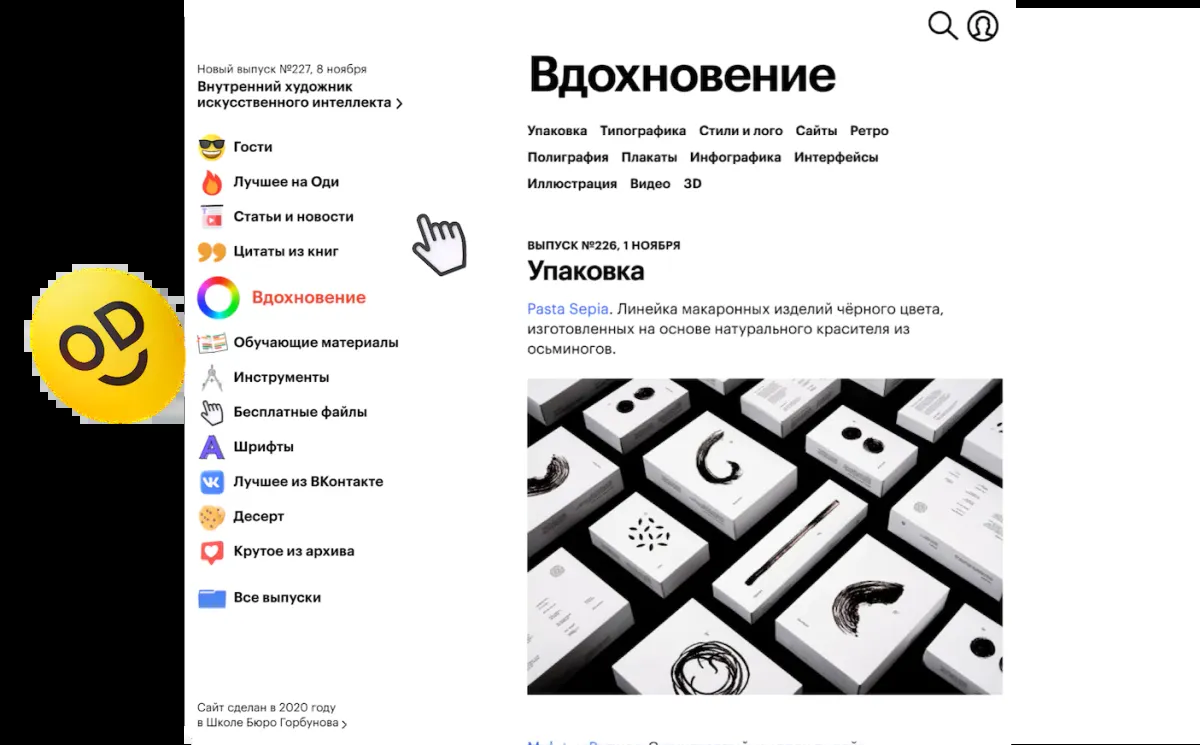 Новый выпуск №227, 8 ноября
Внутренний художник
искусственного интеллекта
Гости
Лучшее на Оди
Статьи и новости
Цитаты из книг
Вдохновение
Обучающие материалы
Инструменты
Бесплатные файлы
Шрифты
Лучшее из ВКонтакте
Десерт
Крутое из архива
Все выпуски
Сайт сделан в 2020 году
в Школе Бюро Горбунова
OD
Вдохновение
Упаковка Типографика Стили и лого Сайты Ретро
Полиграфия Плакаты Инфографика Интерфейсы
Иллюстрация Видео 3D
ВЫПУСК №226, 1 НОЯБРЯ
Упаковка
Pasta Sepia. Линейка макаронных изделий чёрного цвета,
изготовленных на основе натурального красителя из
осьминогов.